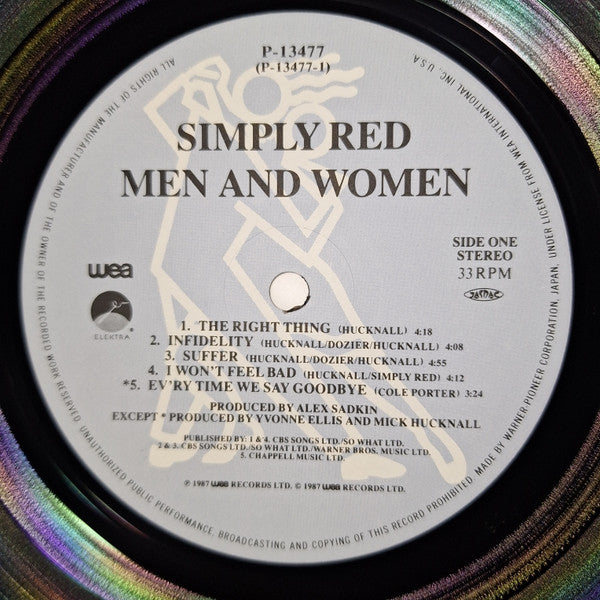 P-13477
(P-13477-1)
SIMPLY RED
MEN AND WOMEN
SIDE ONE
STEREO
33 RPM
JASRAC
wea
ELEKTRA
1. THE RIGHT THING (HUCKNALL) 4:18
2. INFIDELITY (HUCKNALL/DOZIER/HUCKNALL) 4:08
3. SUFFER (HUCKNALL/DOZIER/HUCKNALL) 4:55
4. I WON'T FEEL BAD (HUCKNALL/SIMPLY RED) 4:12
*5. EV'RY TIME WE SAY GOODBYE (COLE PORTER) 3:24
PRODUCED BY ALEX SADKIN
EXCEPT * PRODUCED BY YVONNE ELLIS AND MICK HUCKNALL
PUBLISHED BY: 1 & 4. CBS SONGS LTD./SO WHAT LTD.
2 & 3. CBS SONGS LTD./SO WHAT LTD./WARNER BROS. MUSIC LTD.
5. CHAPPELL MUSIC LTD.
℗ 1987 wea RECORDS LTD. © 1987 wea RECORDS LTD.
ALL RIGHTS OF THE MANUFACTURER AND OF THE OWNER OF THE RECORDED WORK RESERVED. UNAUTHORIZED PUBLIC PERFORMANCE, BROADCASTING AND COPYING OF THIS RECORD PROHIBITED. MADE BY WARNER-PIONEER CORPORATION, JAPAN, UNDER LICENSE FROM WEA INTERNATIONAL INC., U.S.A.